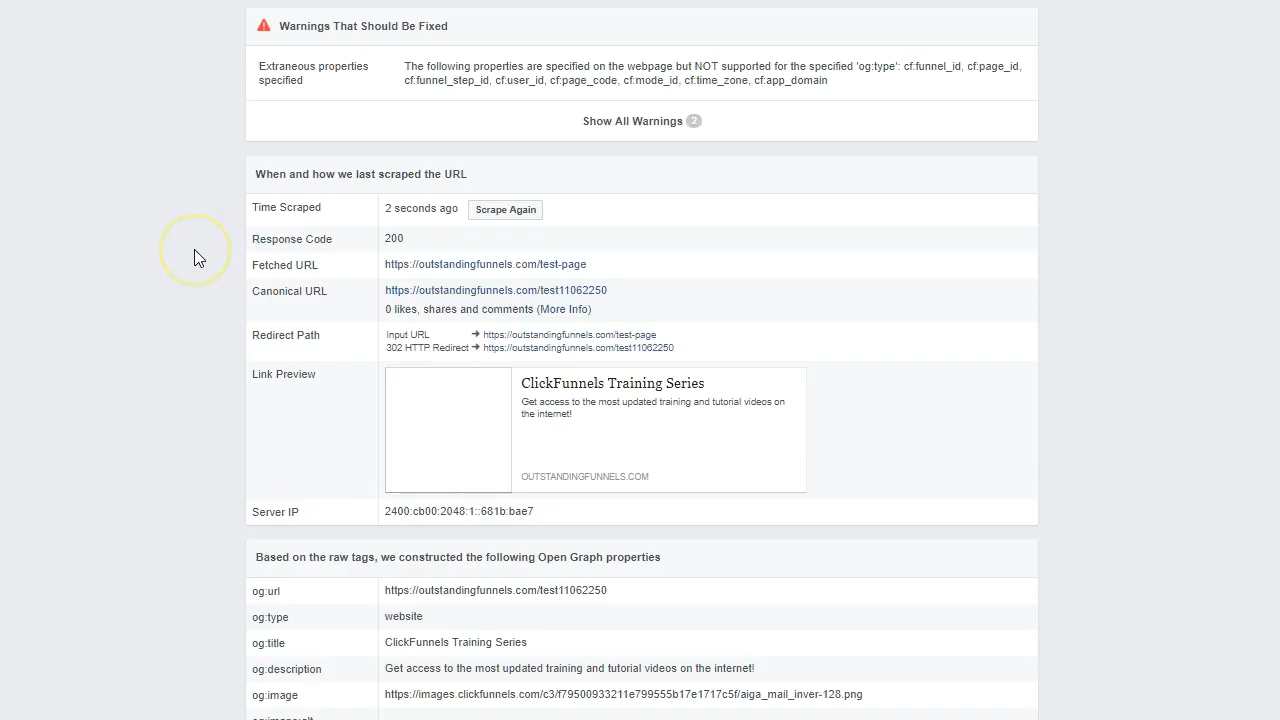 Warnings That Should Be Fixed
Extraneous properties specified
The following properties are specified on the webpage but NOT supported for the specified 'og:type': cf:funnel_id, cf:page_id,
cf:funnel_step_id, cf:user_id, cf:page_code, cf:mode_id, cf:time_zone, cf:app_domain
Show All Warnings 2
When and how we last scraped the URL
Time Scraped 2 seconds ago Scrape Again
Response Code 200
Fetched URL https://outstandingfunnels.com/test-page
Canonical URL https://outstandingfunnels.com/test11062250
0 likes, shares and comments (More Info)
Redirect Path Input URL ➔ https://outstandingfunnels.com/test-page
302 HTTP Redirect ➔ https://outstandingfunnels.com/test11062250
Link Preview
ClickFunnels Training Series
Get access to the most updated training and tutorial videos on
the internet!
OUTSTANDINGFUNNELS.COM
Server IP 2400:cb00:2048:1::681b:bae7
Based on the raw tags, we constructed the following Open Graph properties
og:url https://outstandingfunnels.com/test11062250
og:type website
og:title ClickFunnels Training Series
og:description Get access to the most updated training and tutorial videos on the internet!
og:image https://images.clickfunnels.com/c3/f79500933211e799555b17e1717c5f/aiga_mail_inver-128.png